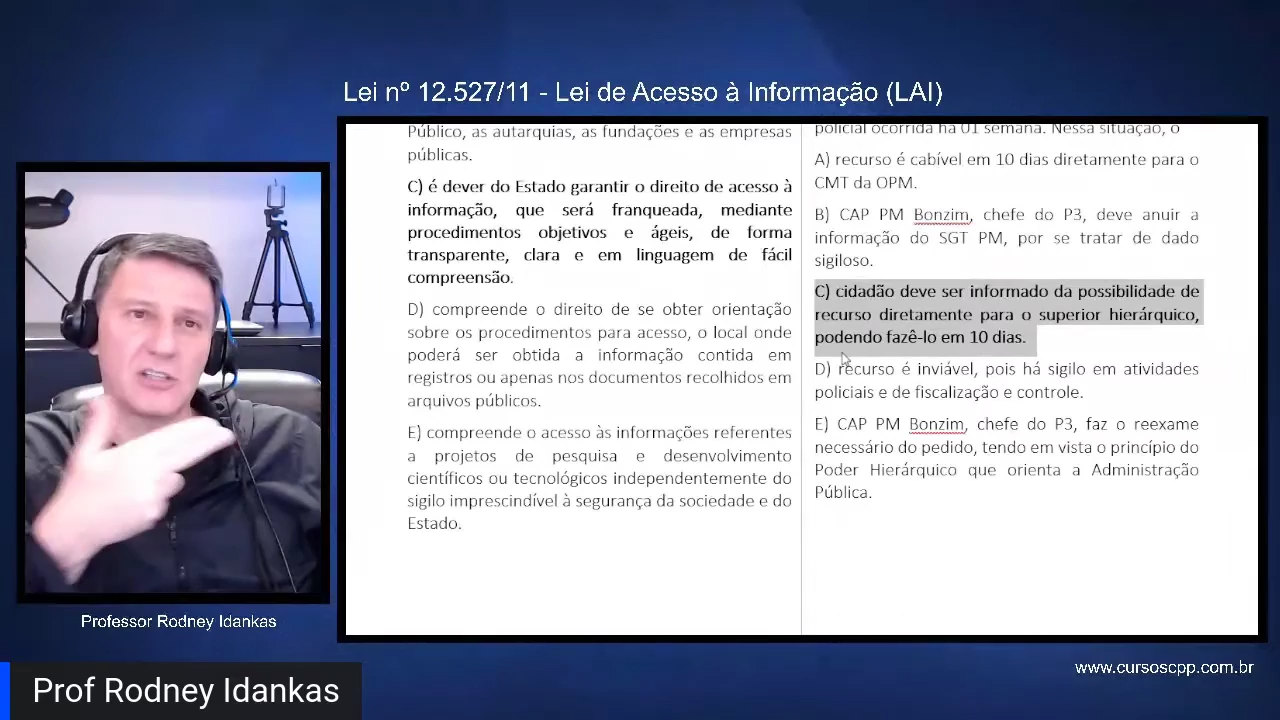 Lei nº 12.527/11 - Lei de Acesso à Informação (LAI)
Público, as autarquias, as fundações e as empresas
públicas.
C) é dever do Estado garantir o direito de acesso à
informação, que será franqueada, mediante
procedimentos objetivos e ágeis, de forma
transparente, clara e em linguagem de fácil
compreensão.
D) compreende o direito de se obter orientação
sobre os procedimentos para acesso, o local onde
poderá ser obtida a informação contida em
registros ou apenas nos documentos recolhidos em
arquivos públicos.
E) compreende o acesso às informações referentes
a projetos de pesquisa e desenvolvimento
científicos ou tecnológicos independentemente do
sigilo imprescindível à segurança da sociedade e do
Estado.
policial ocorrida há 01 semana. Nessa situação, o
A) recurso é cabível em 10 dias diretamente para o
CMT da OPM.
B) CAP PM Bonzim, chefe do P3, deve anuir a
informação do SGT PM, por se tratar de dado
sigiloso.
C) cidadão deve ser informado da possibilidade de
recurso diretamente para o superior hierárquico,
podendo fazê-lo em 10 dias.
D) recurso é inviável, pois há sigilo em atividades
policiais e de fiscalização e controle.
E) CAP PM Bonzim, chefe do P3, faz o reexame
necessário do pedido, tendo em vista o princípio do
Poder Hierárquico que orienta a Administração
Pública.
Professor Rodney Idankas
www.cursoscpp.com.br
Prof Rodney Idankas